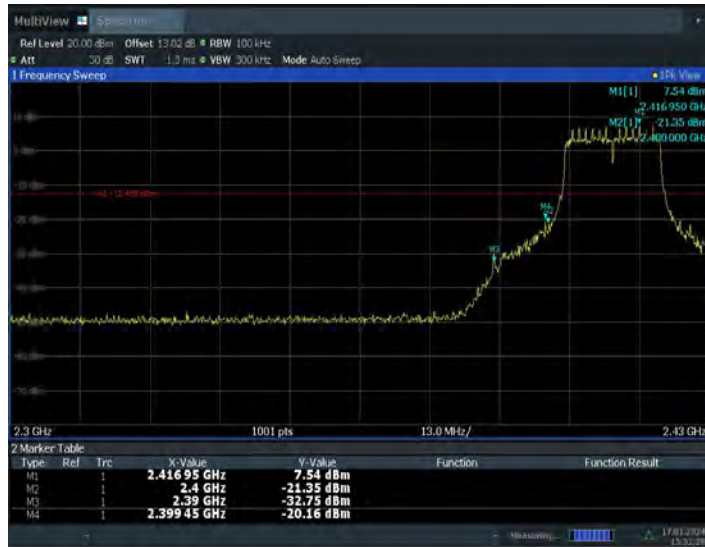 MultiView Spectrum
Ref Level 20.00 dBm Offset 13.02 dB RBW 100 kHz
Att 30 dB SWT 1.3 ms VBW 300 kHz Mode Auto Sweep
1 Frequency Sweep 1Pk View
M1[1] 7.54 dBm
2.416950 GHz
M2[1] -21.35 dBm
2.400000 GHz
M4
M3
2.3 GHz 1001 pts 13.0 MHz/ 2.43 GHz
2 Marker Table
Type Ref Trc X-Value Y-Value Function Function Result
M1 1 2.416 95 GHz 7.54 dBm
M2 1 2.4 GHz -21.35 dBm
M3 1 2.39 GHz -32.75 dBm
M4 1 2.399 45 GHz -20.16 dBm
Measuring...